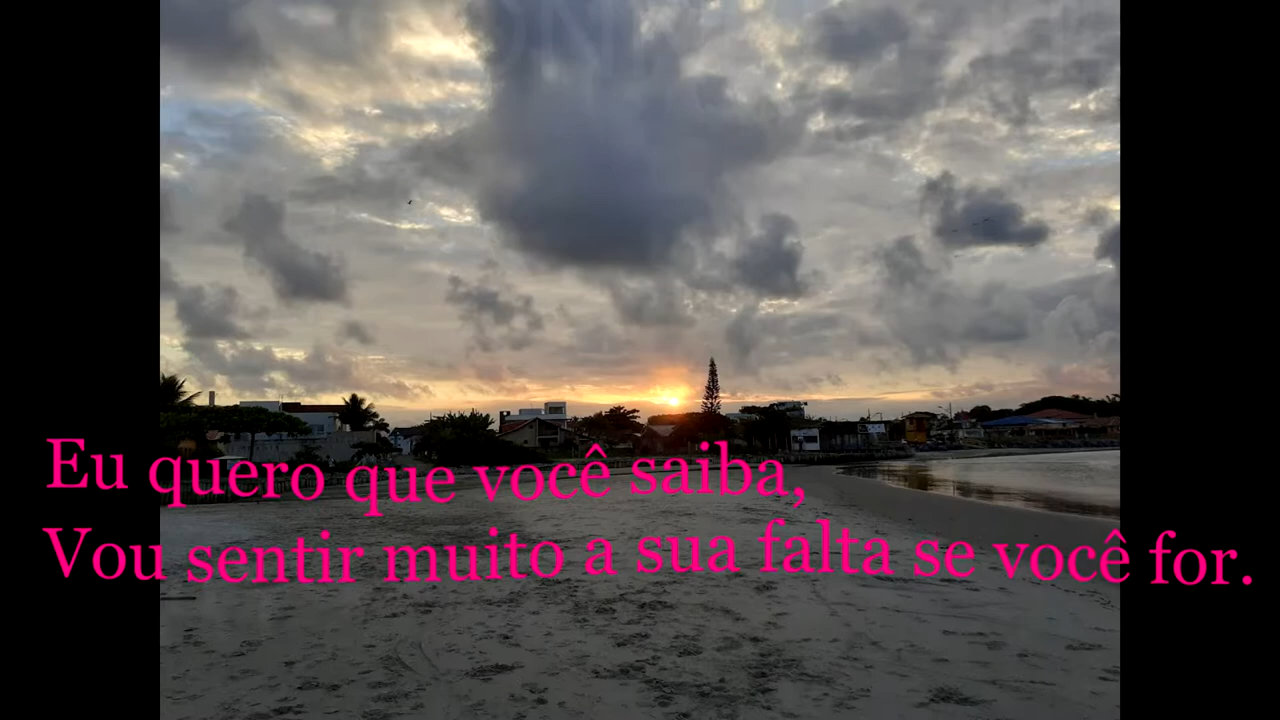 Eu quero que você saiba,
Vou sentir muito a sua falta se você for.